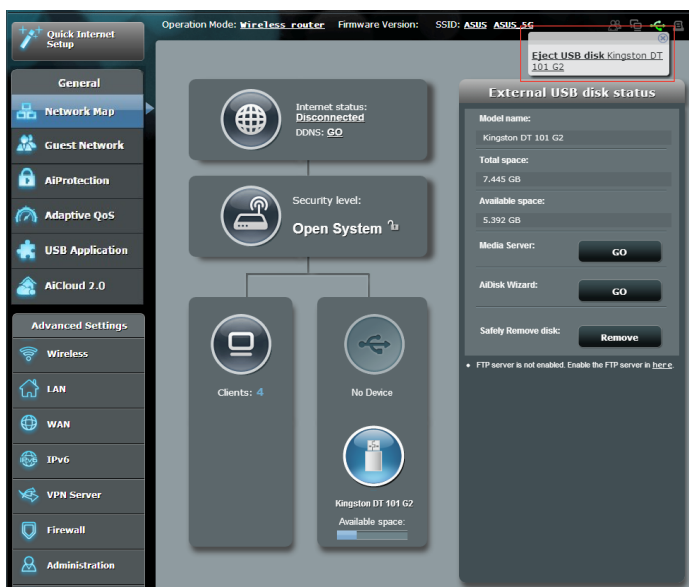 Quick Internet
Setup
Operation Mode: Wireless router Firmware Version: SSID: ASUS ASUS_5G
Eject USB disk Kingston DT
101 G2
General
Network Map
Guest Network
AiProtection
Adaptive QoS
USB Application
AiCloud 2.0
Advanced Settings
Wireless
LAN
WAN
IPv6
VPN Server
Firewall
Administration
Internet status:
Disconnected
DDNS: GO
Security level:
Open System
Clients: 4
No Device
Kingston DT 101 G2
Available space:
External USB disk status
Model name:
Kingston DT 101 G2
Total space:
7.445 GB
Available space:
5.392 GB
Media Server: GO
AiDisk Wizard: GO
Safely Remove disk: Remove
• FTP server is not enabled. Enable the FTP server in here.